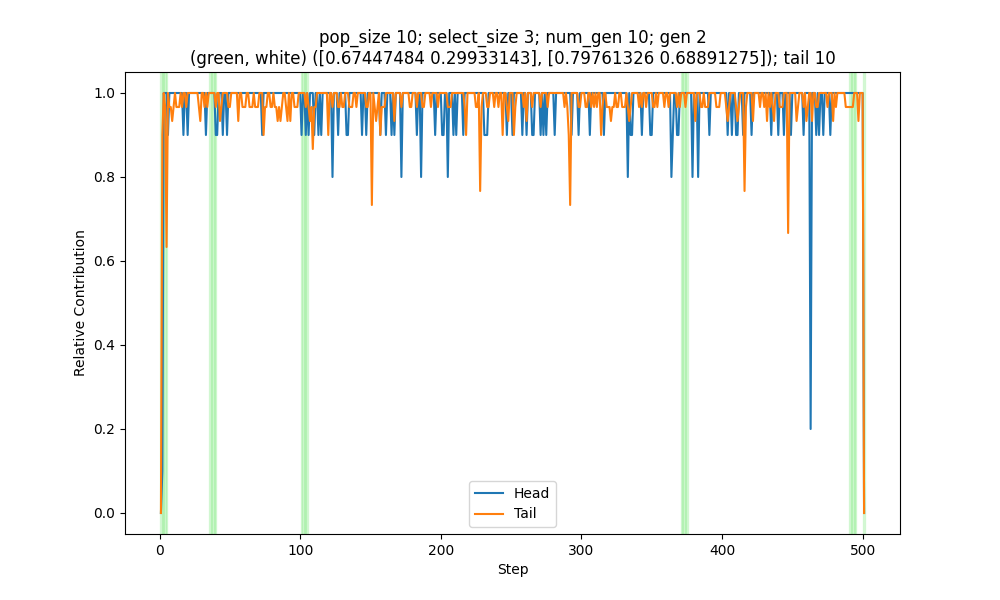 pop_size 10; select_size 3; num_gen 10; gen 2
(green, white) ([0.67447484 0.29933143], [0.79761326 0.68891275]); tail 10
1.0
0.8
0.6
0.4
0.2
0.0
Relative Contribution
Head
Tail
0 100 200 300 400 500
Step